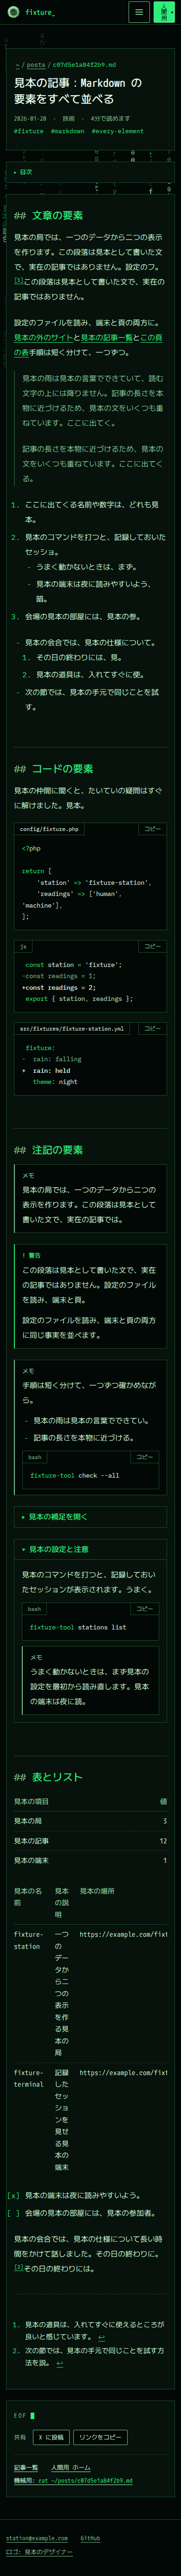 fixture_
人間用
~ / posts / c07d5e1a84f2b9.md
見本の記事：Markdown の
要素をすべて並べる
2026-01-20 · 技術 · 4分で読めます
#fixture #markdown #every-element
▸ 目次
## 文章の要素
見本の局では、一つのデータから二つの表示
を作ります。この段落は見本として書いた文
で、実在の記事ではありません。設定のフ。
[1]この段落は見本として書いた文で、実在の
記事ではありません。
設定のファイルを読み、端末と頁の両方に。
見本の外のサイトと見本の記事一覧とこの頁
の表手順は短く分けて、一つずつ。
見本の雨は見本の言葉でできていて、読む
文字の上には降りません。記事の長さを本
物に近づけるため、見本の文をいくつも重
ねています。ここに出てく。
記事の長さを本物に近づけるため、見本の
文をいくつも重ねています。ここに出てく
る。
1. ここに出てくる名前や数字は、どれも見
本。
2. 見本のコマンドを打つと、記録しておいた
セッショ。
- うまく動かないときは、まず。
- 見本の端末は夜に読みやすいよう、
暗。
3. 会場の見本の部屋には、見本の参。
- 見本の会合では、見本の仕様について。
1. その日の終わりには、見。
2. 見本の道具は、入れてすぐに使。
- 次の節では、見本の手元で同じことを試
す。
## コードの要素
見本の仲間に聞くと、たいていの疑問はすぐ
に解けました。見本。
config/fixture.php コピー
<?php
return [
'station' => 'fixture-station',
'readings' => ['human',
'machine'],
];
js コピー
const station = 'fixture';
-const readings = 1;
+const readings = 2;
export { station, readings };
src/fixtures/fixture-station.yml コピー
fixture:
- rain: falling
+ rain: held
theme: night
## 注記の要素
メモ
見本の局では、一つのデータから二つの
表示を作ります。この段落は見本として
書いた文で、実在の記事では。
! 警告
この段落は見本として書いた文で、実在
の記事ではありません。設定のファイル
を読み、端末と頁。
設定のファイルを読み、端末と頁の両方
に同じ事実を並べます。
メモ
手順は短く分けて、一つずつ確かめなが
ら。
- 見本の雨は見本の言葉でできてい。
- 記事の長さを本物に近づける。
bash コピー
fixture-tool check --all
▸ 見本の補足を開く
▾ 見本の設定と注意
見本のコマンドを打つと、記録しておい
たセッションが表示されます。うまく。
bash コピー
fixture-tool stations list
メモ
うまく動かないときは、まず見本の
設定を最初から読み直します。見本
の端末は夜に読。
## 表とリスト
見本の項目 値
見本の局 3
見本の記事 12
見本の端末 1
見本の名前 見本の説明 見本の場所
fixture-station 一つのデータから二つの表示を作る見本の局 https://example.com/fixt
fixture-terminal 記録したセッションを見せる見本の端末 https://example.com/fixt
[x] 見本の端末は夜に読みやすいよう。
[ ] 会場の見本の部屋には、見本の参加者。
見本の会合では、見本の仕様について長い時
間をかけて話しました。その日の終わりに。
[2]その日の終わりには。
1. 見本の道具は、入れてすぐに使えるところが
良いと感じています。 ↩
2. 次の節では、見本の手元で同じことを試す方
法を説。 ↩
EOF
共有 X に投稿 リンクをコピー
記事一覧 人間用 ホーム
機械用: cat ~/posts/c07d5e1a84f2b9.md
station@example.com GitHub
ロゴ: 見本のデザイナー